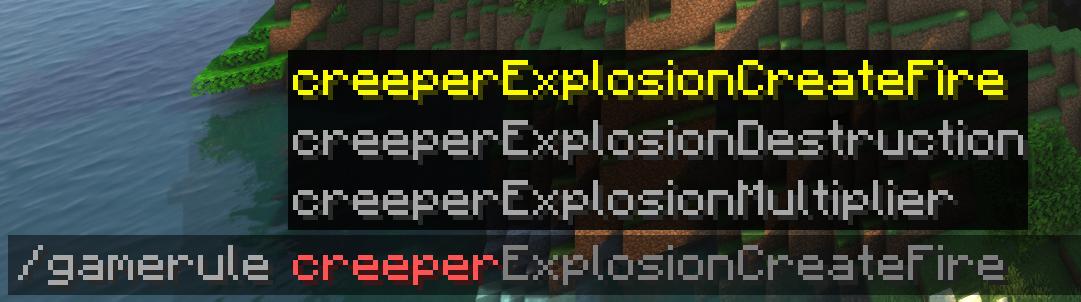 creeperExplosionCreateFire
creeperExplosionDestruction
creeperExplosionMultiplier
/gamerule creeperExplosionCreateFire